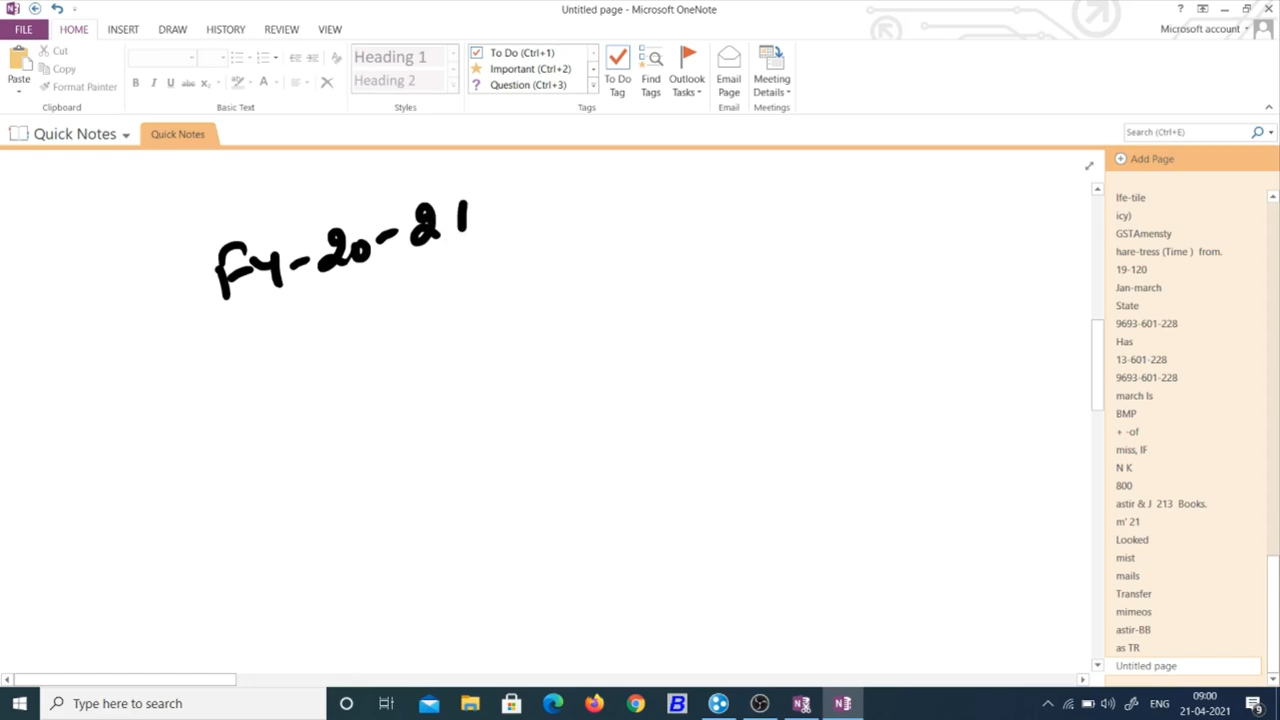 Untitled page - Microsoft OneNote
?
FILE
HOME
INSERT
DRAW
HISTORY
REVIEW
VIEW
Microsoft account
Paste
Cut
Copy
Format Painter
Clipboard
B I U abc x₂ A
Basic Text
Heading 1
Heading 2
Styles
To Do (Ctrl+1)
Important (Ctrl+2)
? Question (Ctrl+3)
Tags
To Do Tag
Find Tags
Outlook Tasks
Email Page
Email
Meeting Details
Meetings
Quick Notes
Quick Notes
Search (Ctrl+E)
FY-20-21
Add Page
lfe-tile
icy)
GSTAmensty
hare-tress (Time ) from.
19-120
Jan-march
State
9693-601-228
Has
13-601-228
9693-601-228
march ls
BMP
+ -of
miss, IF
N K
800
astir & J 213 Books.
m' 21
Looked
mist
mails
Transfer
mimeos
astir-BB
as TR
Untitled page
Type here to search
B
ENG
09:00
21-04-2021
9